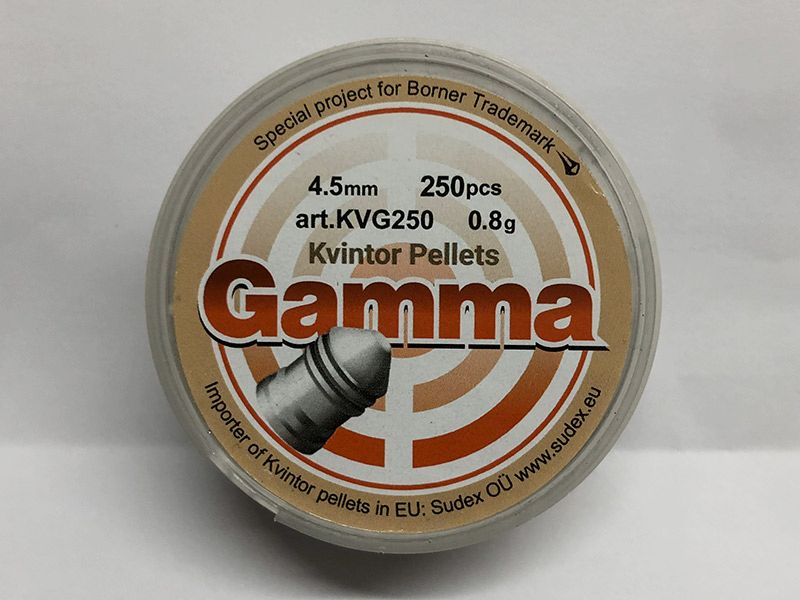 Special project for Borner Trademark
4.5mm 250pcs
art.KVG250 0.8g
Kvintor Pellets
Gamma
Importer of Kvintor pellets in EU: Sudex OÜ www.sudex.eu